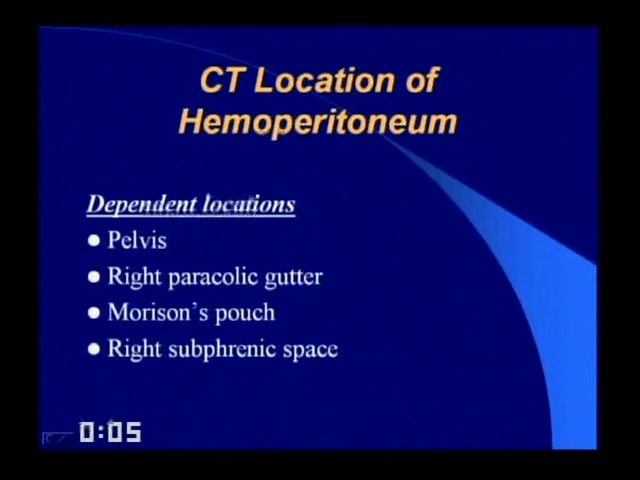 CT Location of
Hemoperitoneum
Dependent locations
● Pelvis
● Right paracolic gutter
● Morison's pouch
● Right subphrenic space
0:05